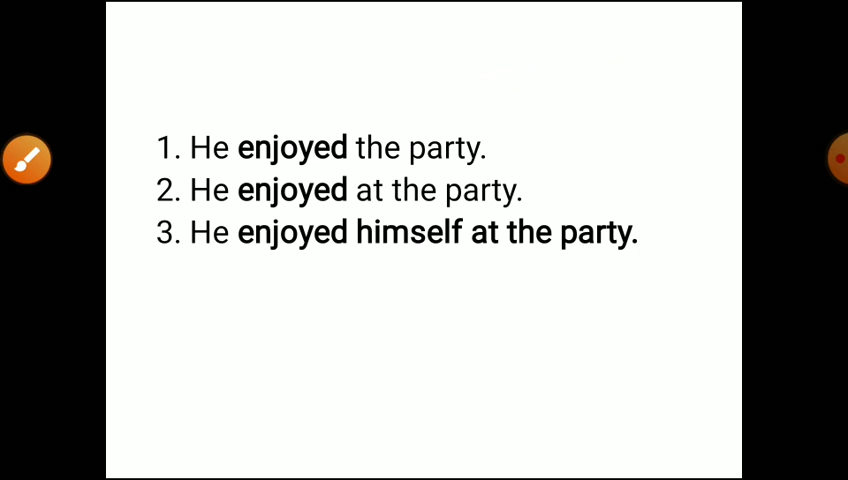 1. He enjoyed the party.
2. He enjoyed at the party.
3. He enjoyed himself at the party.